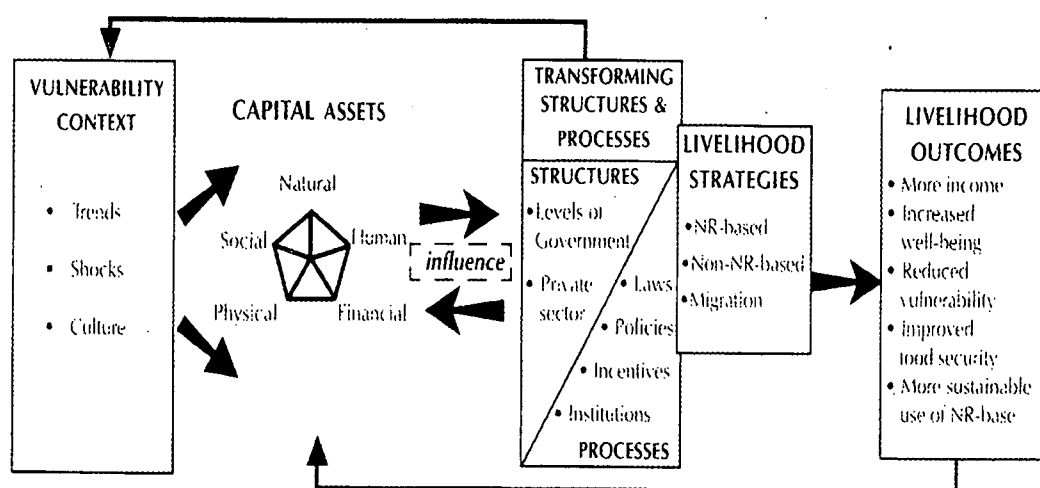 VULNERABILITY
CONTEXT
• Trends
• Shocks
• Culture
CAPITAL ASSETS
Natural
Social
Human
Physical
Financial
influence
TRANSFORMING
STRUCTURES &
PROCESSES
STRUCTURES
• Levels of
Government
• Private
sector
• Laws
• Policies
• Incentives
• Institutions
PROCESSES
LIVELIHOOD
STRATEGIES
• NR-based
• Non-NR-based
• Migration
LIVELIHOOD
OUTCOMES
• More income
• Increased
well-being
• Reduced
vulnerability
• Improved
food security
• More sustainable
use of NR-base